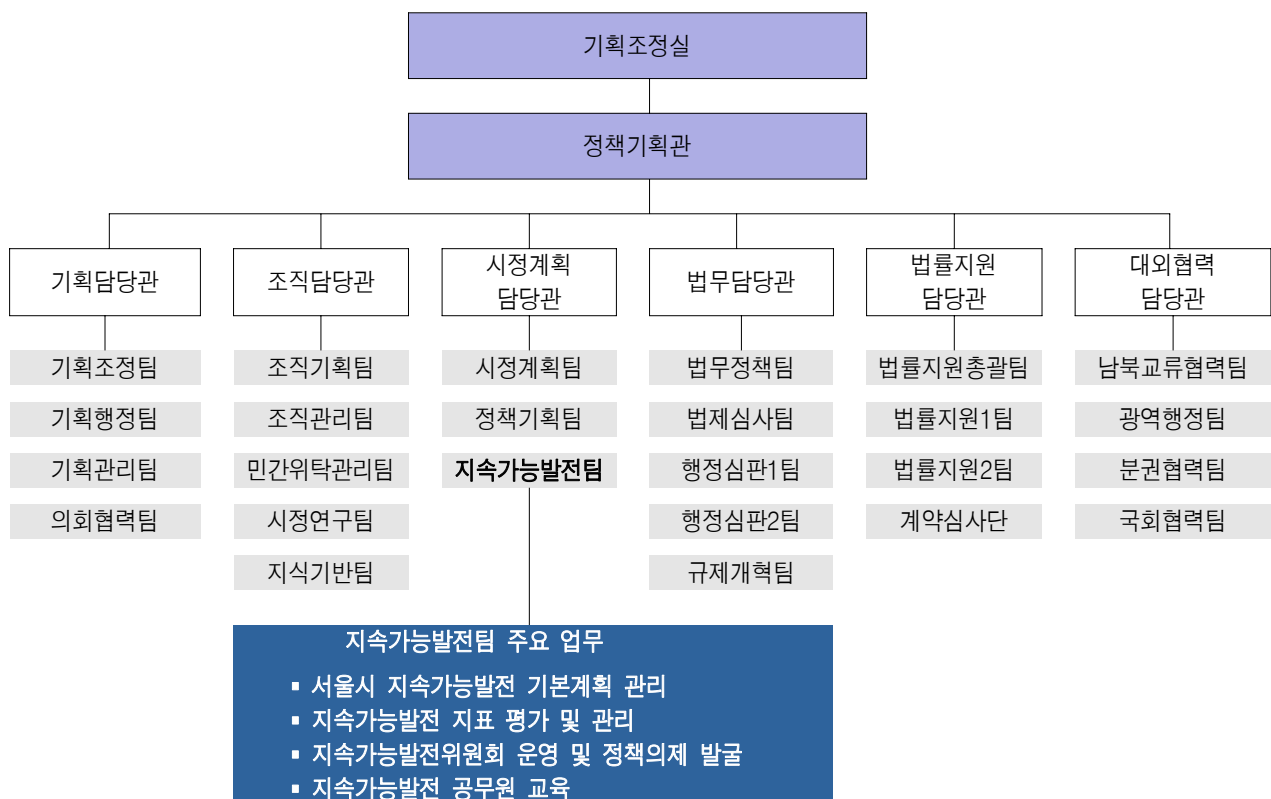 기획조정실
정책기획관
기획담당관
조직담당관
시정계획
담당관
법무담당관
법률지원
담당관
대외협력
담당관
기획조정팀
기획행정팀
기획관리팀
의회협력팀
조직기획팀
조직관리팀
민간위탁관리팀
시정연구팀
지식기반팀
시정계획팀
정책기획팀
지속가능발전팀
법무정책팀
법제심사팀
행정심판1팀
행정심판2팀
규제개혁팀
법률지원총괄팀
법률지원1팀
법률지원2팀
계약심사단
남북교류협력팀
광역행정팀
분권협력팀
국회협력팀
지속가능발전팀 주요 업무
▪ 서울시 지속가능발전 기본계획 관리
▪ 지속가능발전 지표 평가 및 관리
▪ 지속가능발전위원회 운영 및 정책의제 발굴
▪ 지속가능발전 공무원 교육